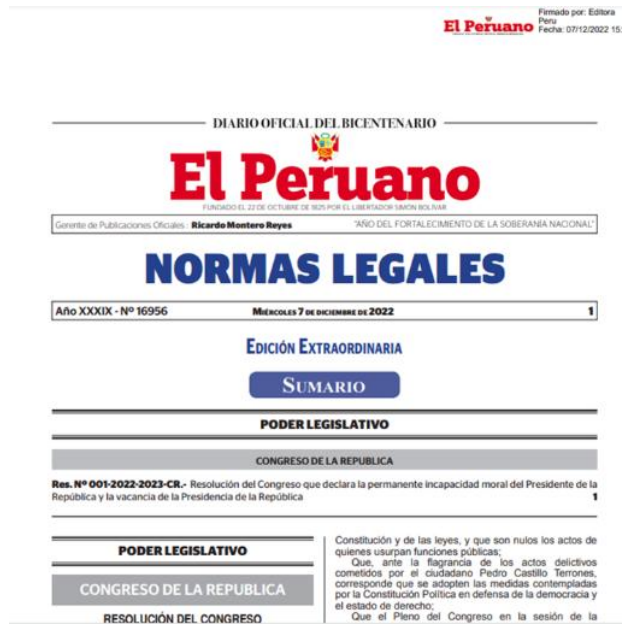 El Peruano
Firmado por: Editora
Peru
Fecha: 07/12/2022 15:
DIARIO OFICIAL DEL BICENTENARIO
El Peruano
FUNDADO EL 22 DE OCTUBRE DE 1825 POR EL LIBERTADOR SIMÓN BOLÍVAR
Gerente de Publicaciones Oficiales : Ricardo Montero Reyes
"AÑO DEL FORTALECIMIENTO DE LA SOBERANÍA NACIONAL"
NORMAS LEGALES
Año XXXIX - Nº 16956
MIÉRCOLES 7 DE DICIEMBRE DE 2022
1
EDICIÓN EXTRAORDINARIA
SUMARIO
PODER LEGISLATIVO
CONGRESO DE LA REPUBLICA
Res. Nº 001-2022-2023-CR.- Resolución del Congreso que declara la permanente incapacidad moral del Presidente de la
República y la vacancia de la Presidencia de la República 1
PODER LEGISLATIVO
CONGRESO DE LA REPUBLICA
RESOLUCIÓN DEL CONGRESO
Constitución y de las leyes, y que son nulos los actos de
quienes usurpan funciones públicas;
Que, ante la flagrancia de los actos delictivos
cometidos por el ciudadano Pedro Castillo Terrones,
corresponde que se adopten las medidas contempladas
por la Constitución Política en defensa de la democracia y
el estado de derecho;
Que el Pleno del Congreso en la sesión de la